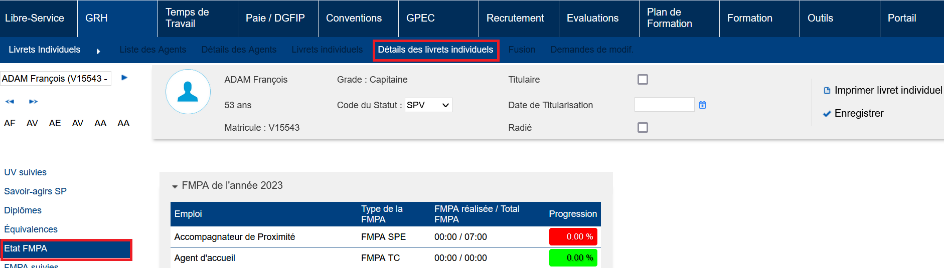 Libre-Service GRH Temps de Travail Paie / DGFIP Conventions GPEC Recrutement Evaluations Plan de Formation Formation Outils Portail
Livrets Individuels Liste des Agents Détails des Agents Livrets individuels Détails des livrets individuels Fusion Demandes de modif.
ADAM François (V15543 -
AF AV AE AV AA AA
ADAM François Grade : Capitaine Titulaire
53 ans Code du Statut : SPV Date de Titularisation
Matricule : V15543 Radié
Imprimer livret individuel
Enregistrer
UV suivies
Savoir-agirs SP
Diplômes
Équivalences
Etat FMPA
FMPA suivies
FMPA de l'année 2023
Emploi Type de la FMPA FMPA réalisée / Total FMPA Progression
Accompagnateur de Proximité FMPA SPE 00:00 / 07:00 0.00 %
Agent d'accueil FMPA TC 00:00 / 00:00 0.00 %